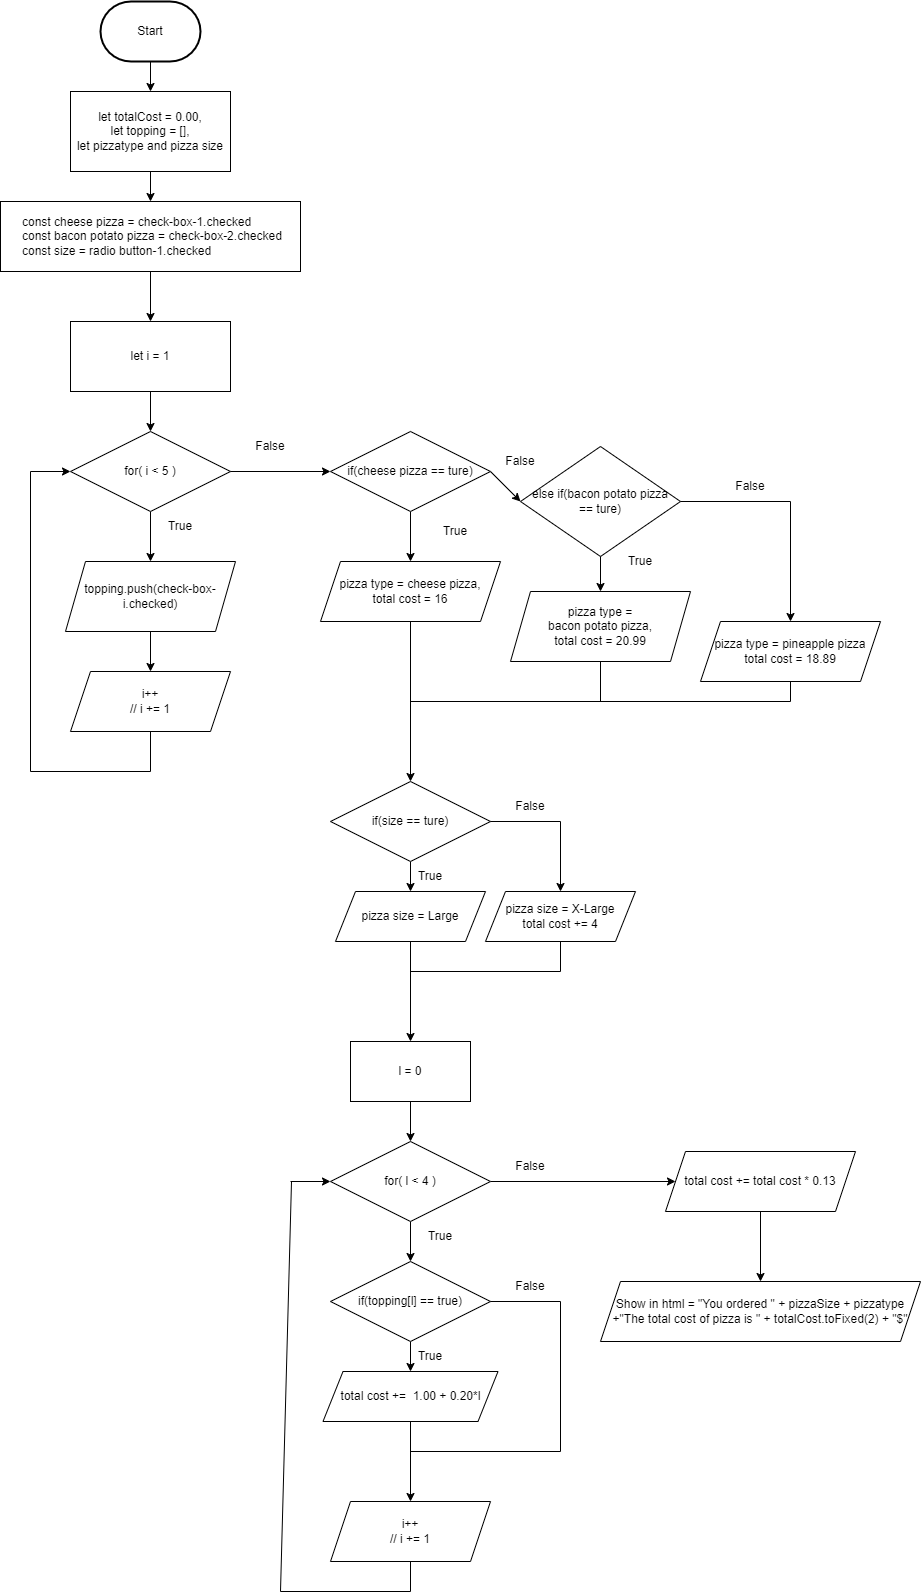 Start
let totalCost = 0.00,
let topping = [],
let pizzatype and pizza size
const cheese pizza = check-box-1.checked
const bacon potato pizza = check-box-2.checked
const size = radio button-1.checked
let i = 1
for( i < 5 )
False
if(cheese pizza == ture)
False
else if(bacon potato pizza
== ture)
False
True
True
True
topping.push(check-box-
i.checked)
pizza type = cheese pizza,
total cost = 16
pizza type =
bacon potato pizza,
total cost = 20.99
pizza type = pineapple pizza
total cost = 18.89
i++
// i += 1
if(size == ture)
False
True
pizza size = Large
pizza size = X-Large
total cost += 4
I = 0
for( I < 4 )
False
total cost += total cost * 0.13
True
if(topping[I] == true)
False
Show in html = "You ordered " + pizzaSize + pizzatype
+"The total cost of pizza is " + totalCost.toFixed(2) + "$"
True
total cost +=  1.00 + 0.20*I
i++
// i += 1